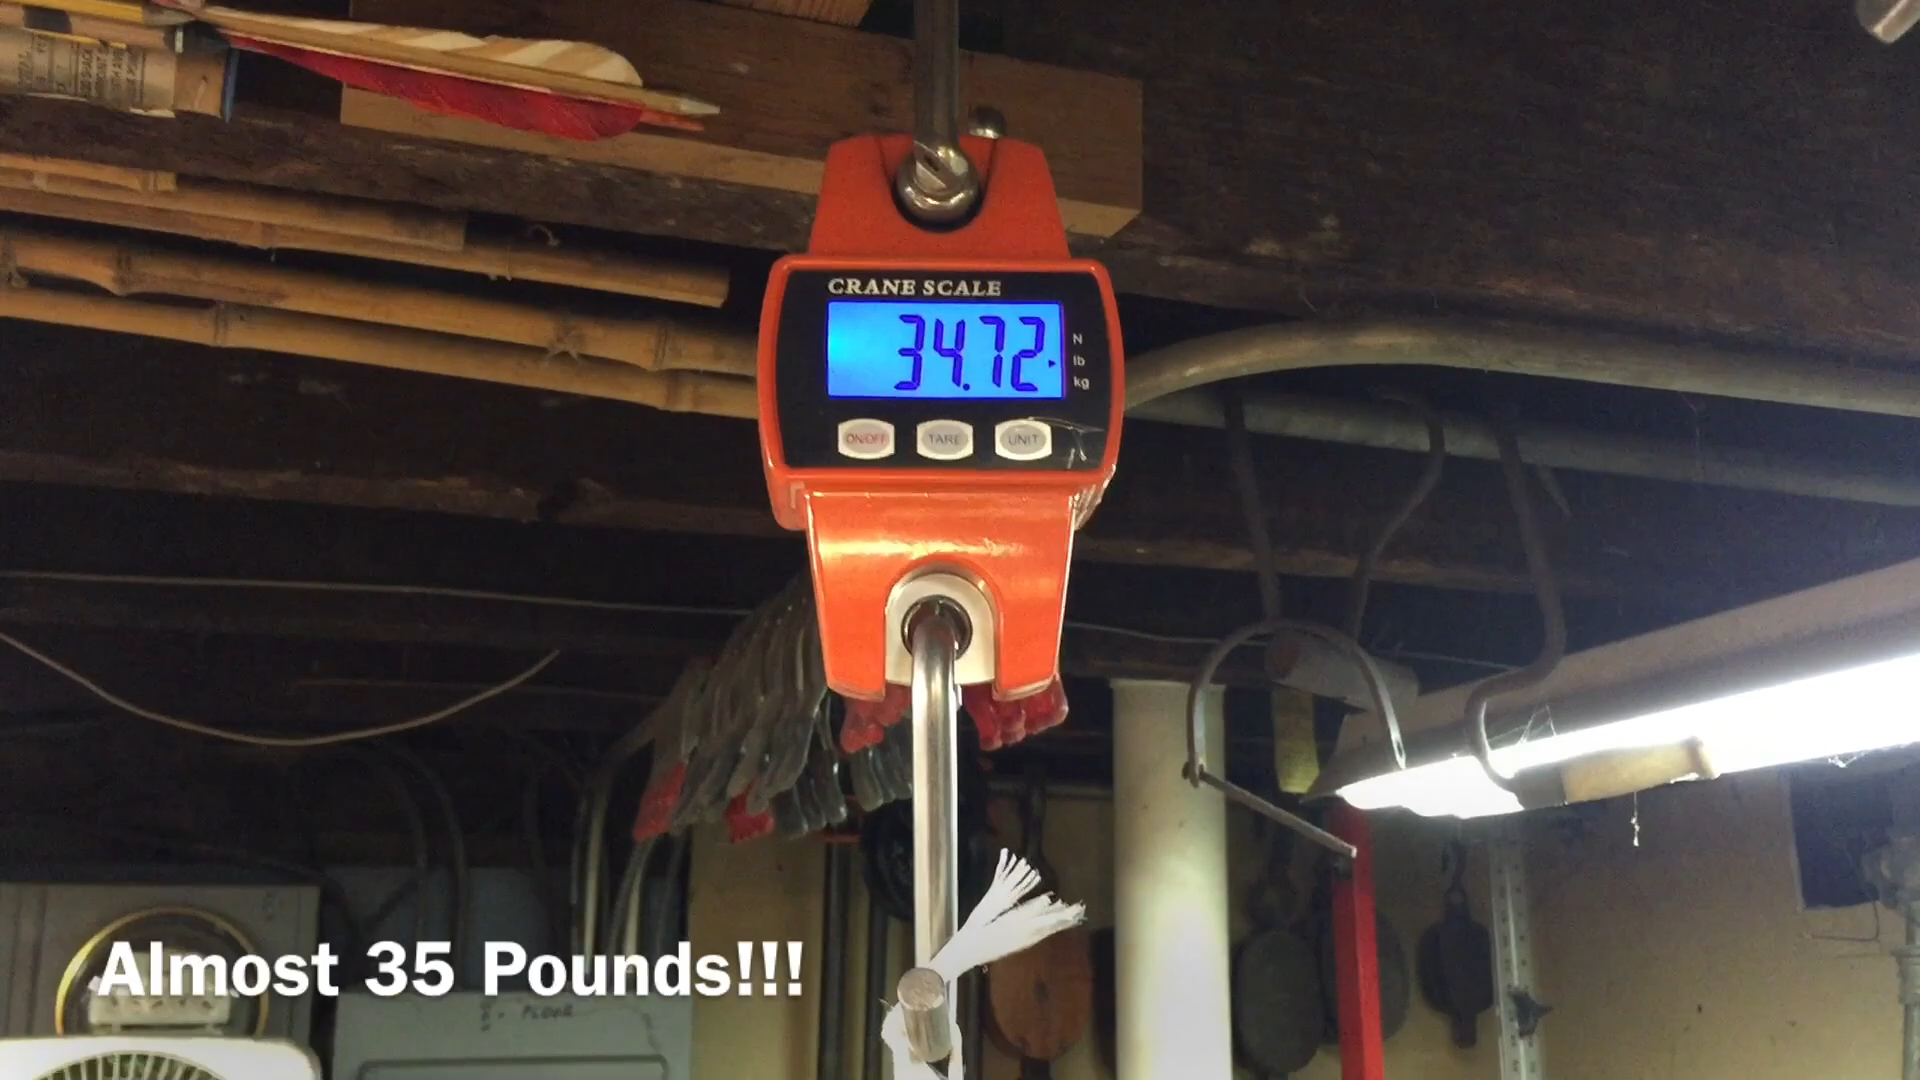 CRANE SCALE
34.72
N
lb
kg
ON/OFF
TARE
UNIT
Almost 35 Pounds!!!